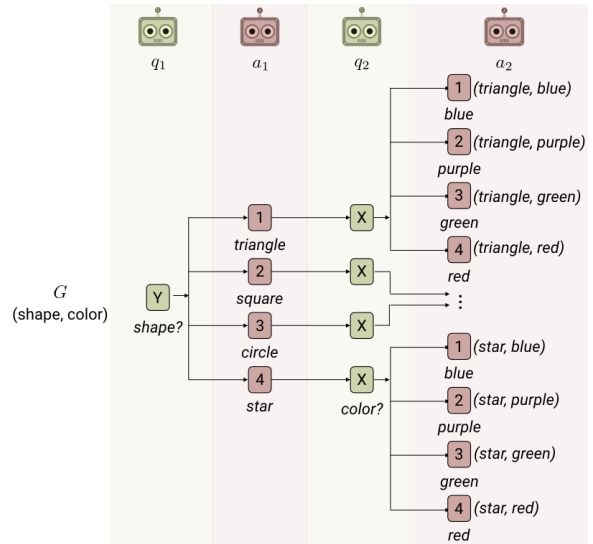 q₁ a₁ q₂ a₂
1 (triangle, blue)
blue
2 (triangle, purple)
purple
3 (triangle, green)
green
4 (triangle, red)
red
1 X
triangle
2 X
square
3 X
circle
4 X
star
color?
G
(shape, color)
Y
shape?
⋮
1 (star, blue)
blue
2 (star, purple)
purple
3 (star, green)
green
4 (star, red)
red